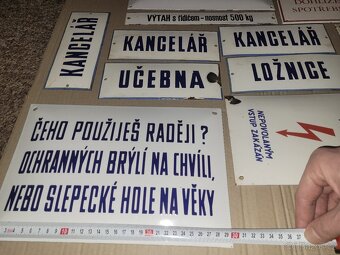 VÝTAH s řidičem - nosnost 500 kg
KANCELÁŘ
KANCELÁŘ
KANCELÁŘ
UČEBNA
LOŽNICE
NEPOVOLANÝM
VSTUP ZAKÁZÁN
ČEHO POUŽIJEŠ RADĚJI ?
OCHRANNÝCH BRÝLÍ NA CHVÍLI,
NEBO SLEPECKÉ HOLE NA VĚKY